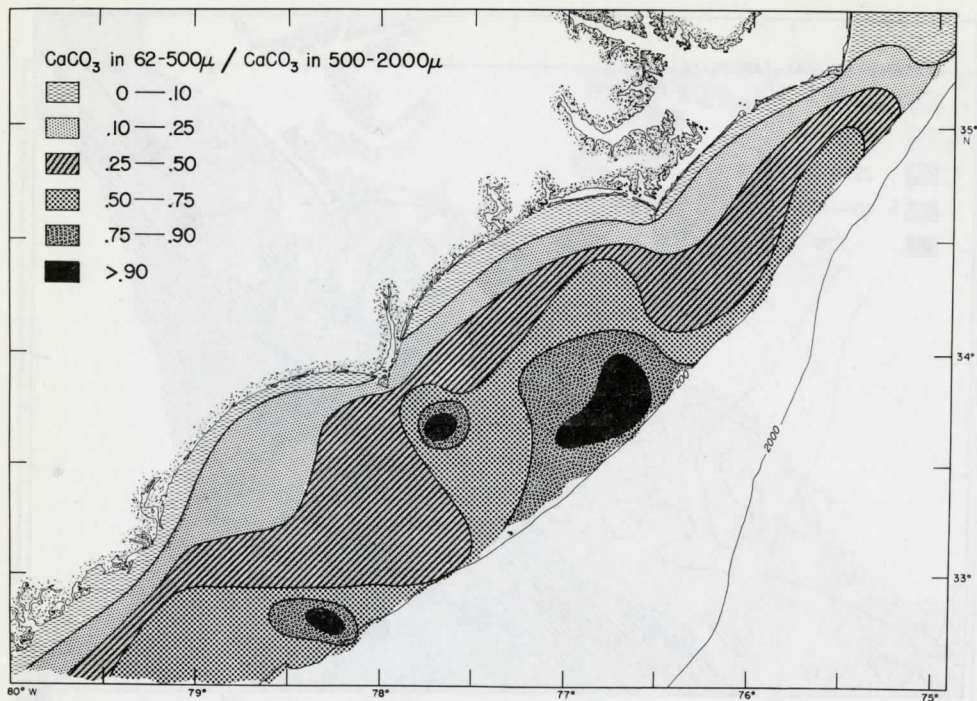 CaCO3 in 62-500μ / CaCO3 in 500-2000μ
0 — .10
.10 — .25
.25 — .50
.50 — .75
.75 — .90
>.90
35°
N
34°
33°
200
2000
80° W
79°
78°
77°
76°
75°